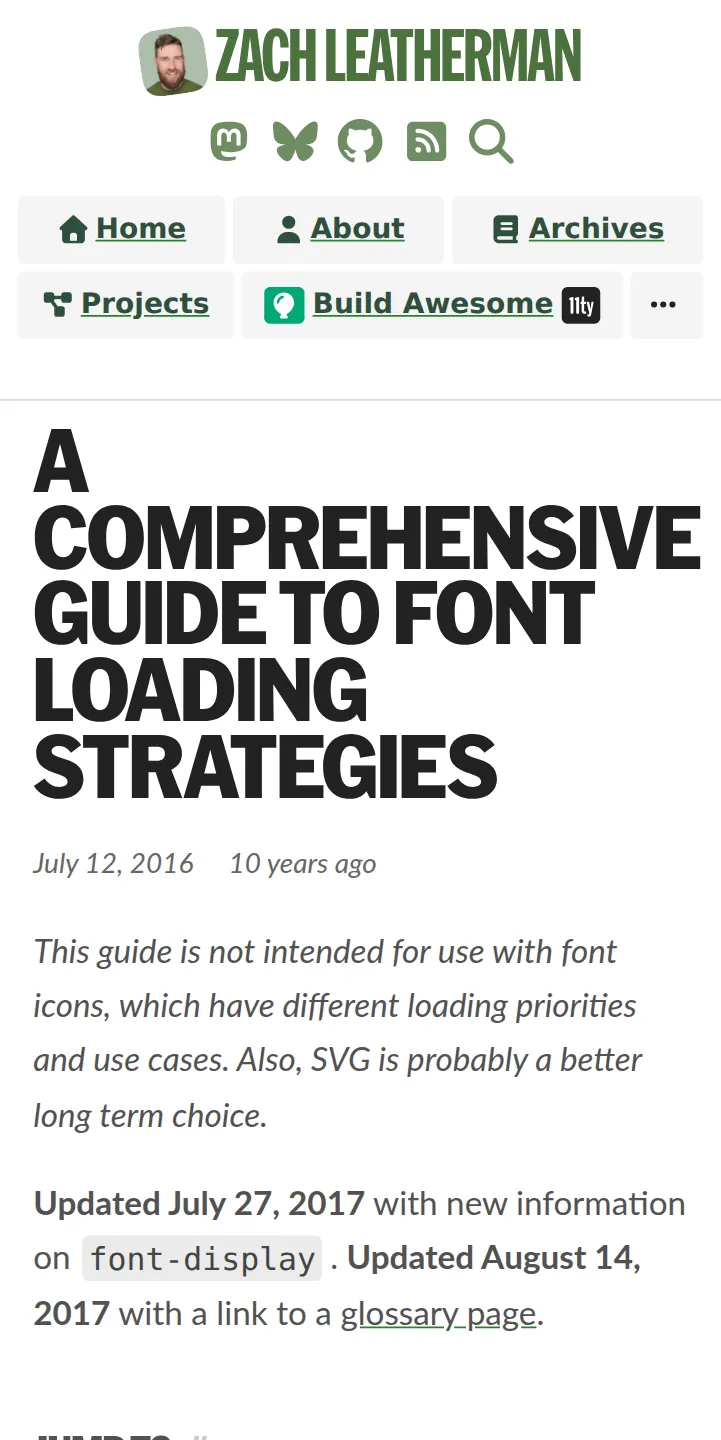 ZACH LEATHERMAN
Home About Archives
Projects Build Awesome 11ty •••
A
COMPREHENSIVE
GUIDE TO FONT
LOADING
STRATEGIES
July 12, 2016 10 years ago
This guide is not intended for use with font
icons, which have different loading priorities
and use cases. Also, SVG is probably a better
long term choice.
Updated July 27, 2017 with new information
on font-display . Updated August 14,
2017 with a link to a glossary page.
JUMP TO #